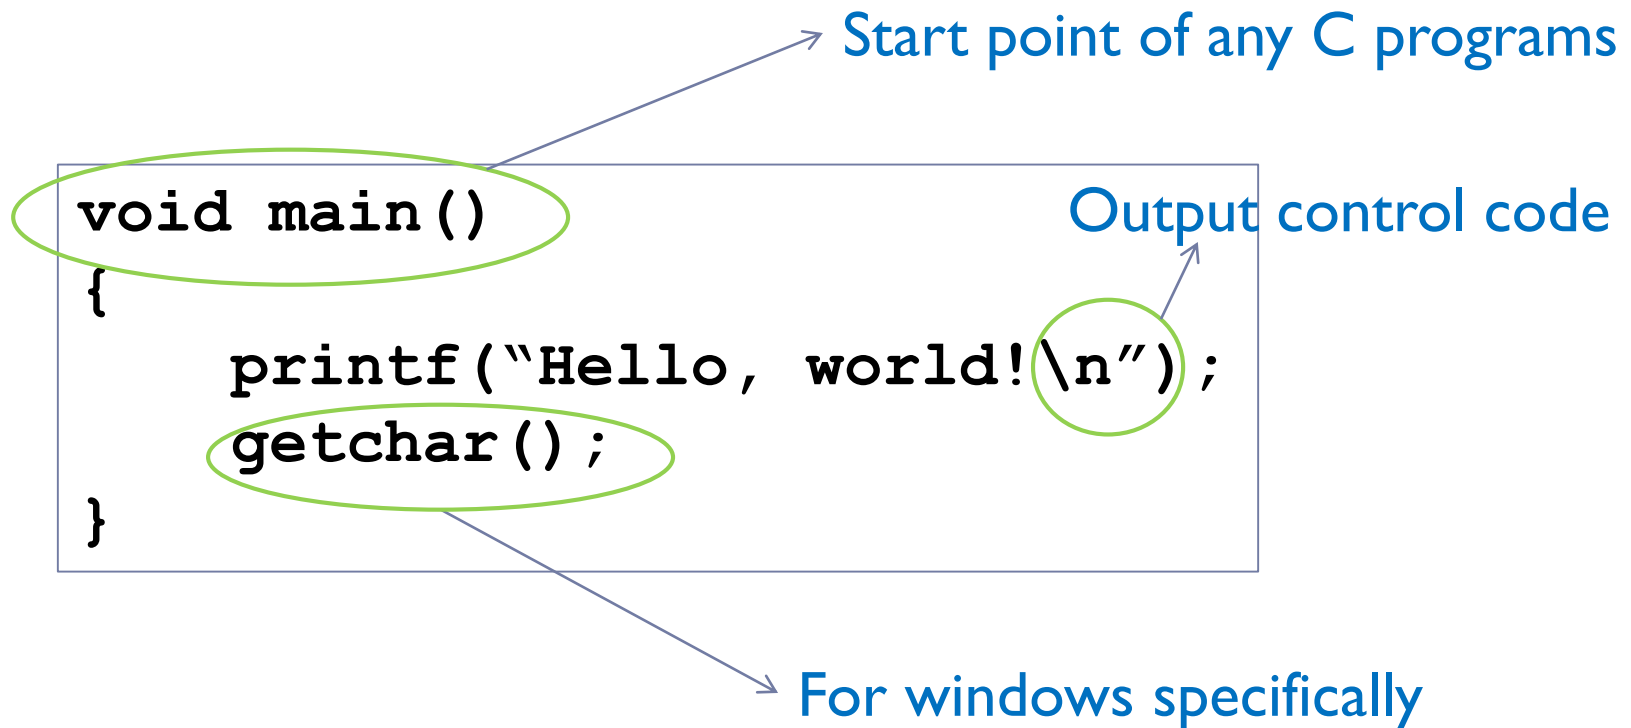 Start point of any C programs
void main()
Output control code
{
printf(“Hello, world!\n”);
getchar();
}
For windows specifically